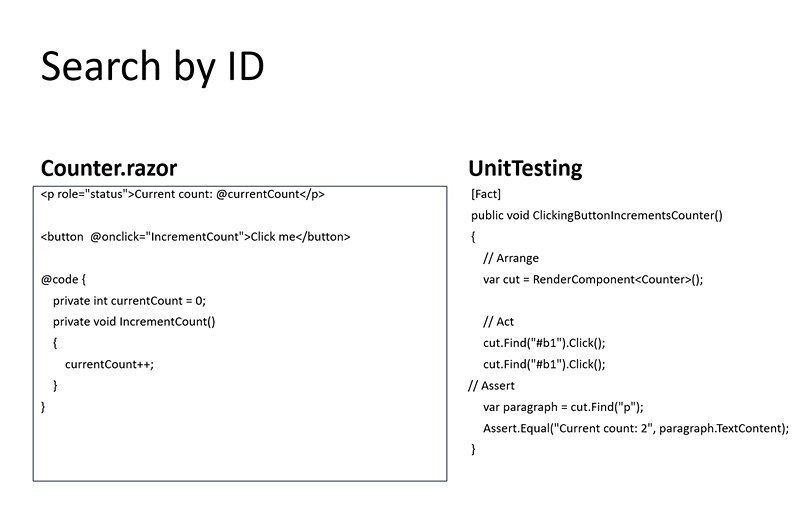 Search by ID
Counter.razor
<p role="status">Current count: @currentCount</p>
<button  @onclick="IncrementCount">Click me</button>
@code {
    private int currentCount = 0;
    private void IncrementCount()
    {
        currentCount++;
    }
}
UnitTesting
[Fact]
public void ClickingButtonIncrementsCounter()
{
    // Arrange
    var cut = RenderComponent<Counter>();
    // Act
    cut.Find("#b1").Click();
    cut.Find("#b1").Click();
// Assert
    var paragraph = cut.Find("p");
    Assert.Equal("Current count: 2", paragraph.TextContent);
}